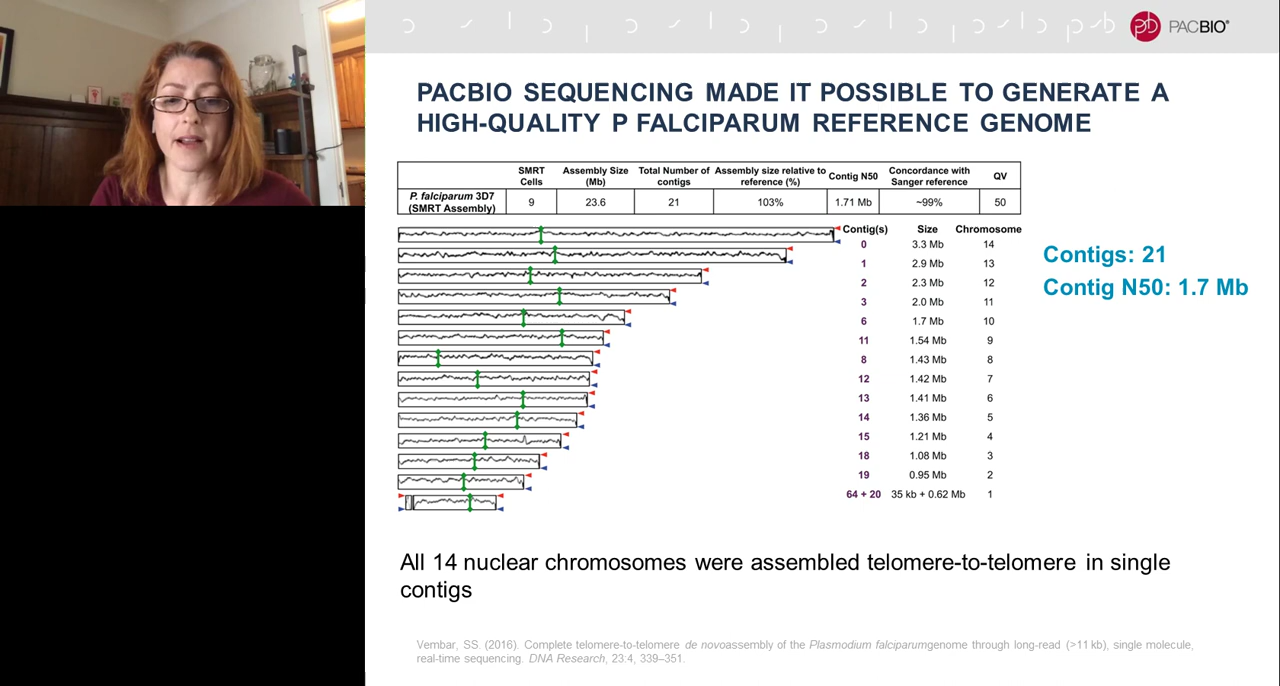 PACBIO®
PACBIO SEQUENCING MADE IT POSSIBLE TO GENERATE A
HIGH-QUALITY P FALCIPARUM REFERENCE GENOME
SMRT Cells Assembly Size (Mb) Total Number of contigs Assembly size relative to reference (%) Contig N50 Concordance with Sanger reference QV
P. falciparum 3D7 (SMRT Assembly) 9 23.6 21 103% 1.71 Mb ~99% 50
Contig(s) Size Chromosome
0 3.3 Mb 14
1 2.9 Mb 13
2 2.3 Mb 12
3 2.0 Mb 11
6 1.7 Mb 10
11 1.54 Mb 9
8 1.43 Mb 8
12 1.42 Mb 7
13 1.41 Mb 6
14 1.36 Mb 5
15 1.21 Mb 4
18 1.08 Mb 3
19 0.95 Mb 2
64 + 20 35 kb + 0.62 Mb 1
Contigs: 21
Contig N50: 1.7 Mb
All 14 nuclear chromosomes were assembled telomere-to-telomere in single
contigs
Vembar, SS. (2016). Complete telomere-to-telomere de novoassembly of the Plasmodium falciparumgenome through long-read (>11 kb), single molecule,
real-time sequencing. DNA Research, 23:4, 339–351.